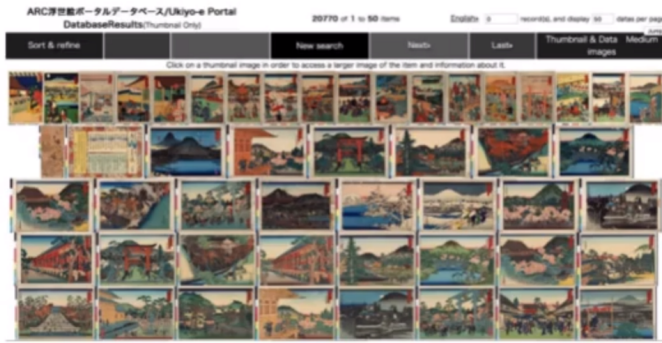 ARC浮世絵ポータルデータベース/Ukiyo-e Portal
DatabaseResults(Thumbnail Only)
20770 of 1 to 50 items
English» 0 record(s), and display 50 datas per page
Sort & refine
New search
Next»
Last»
Thumbnail & Data Medium
images
Click on a thumbnail image in order to access a larger image of the item and information about it.